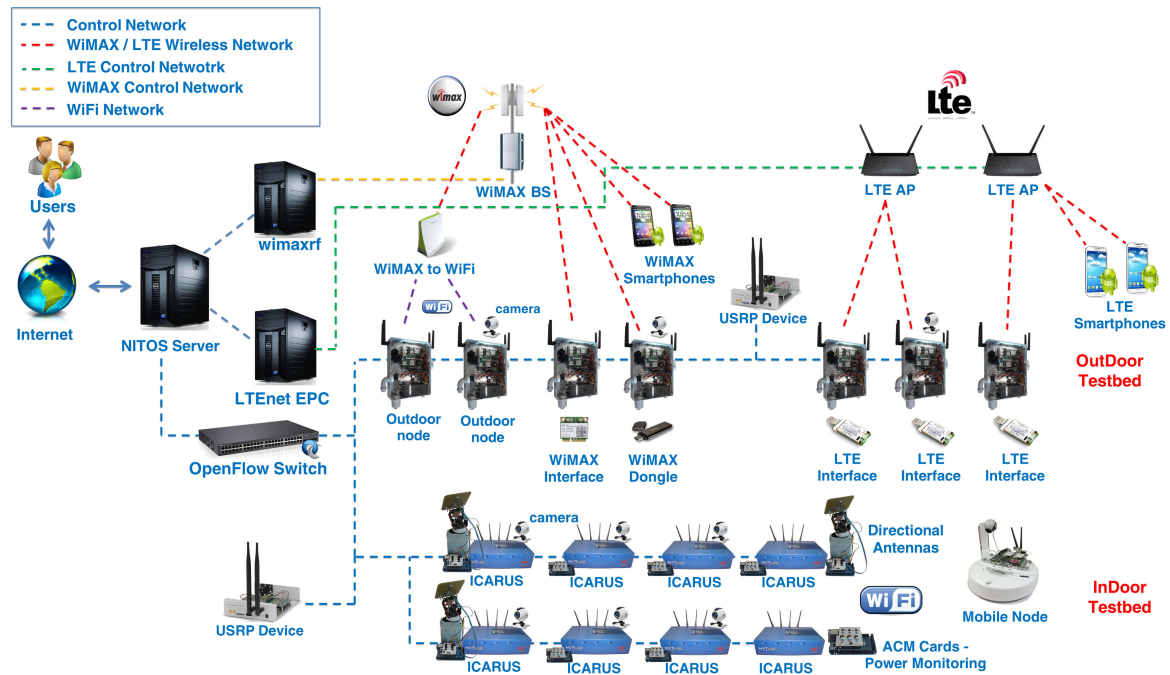 Control Network
WiMAX / LTE Wireless Network
LTE Control Netwotrk
WiMAX Control Network
WiFi Network
wimax
Lte
Users
wimaxrf
WiMAX BS
LTE AP
LTE AP
WiMAX to WiFi
WiMAX
Smartphones
Internet
NITOS Server
WiFi
camera
USRP Device
LTE
Smartphones
LTEnet EPC
OutDoor
Testbed
Outdoor
node
Outdoor
node
OpenFlow Switch
WiMAX
Interface
WiMAX
Dongle
LTE
Interface
LTE
Interface
LTE
Interface
camera
Directional
Antennas
ICARUS
ICARUS
ICARUS
ICARUS
USRP Device
WiFi
Mobile Node
InDoor
Testbed
ICARUS
ICARUS
ICARUS
ICARUS
ACM Cards -
Power Monitoring